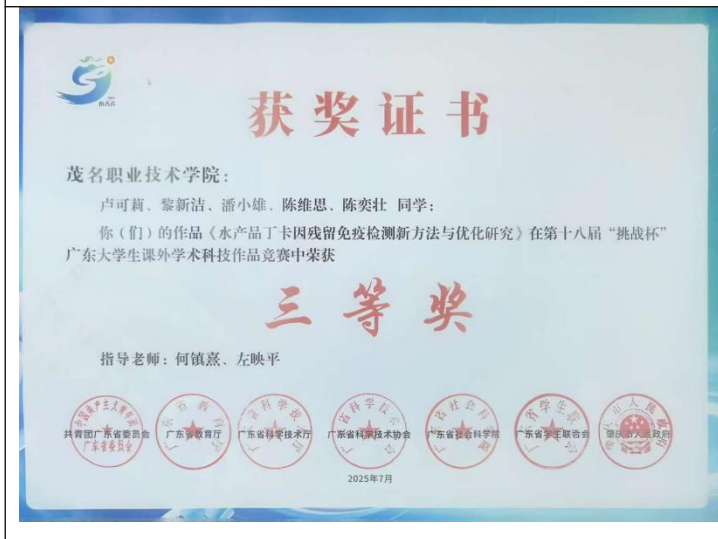 获奖证书
茂名职业技术学院：
卢可莉、黎新洁、潘小雄、陈维思、陈奕壮 同学：
你（们）的作品《水产品丁卡因残留免疫检测新方法与优化研究》在第十八届“挑战杯”
广东大学生课外学术科技作品竞赛中荣获
三等奖
指导老师：何镇熹、左映平
共青团广东省委员会 广东省教育厅 广东省科学技术厅 广东省科学技术协会 广东省社会科学院 广东省学生联合会 肇庆市人民政府
2025年7月